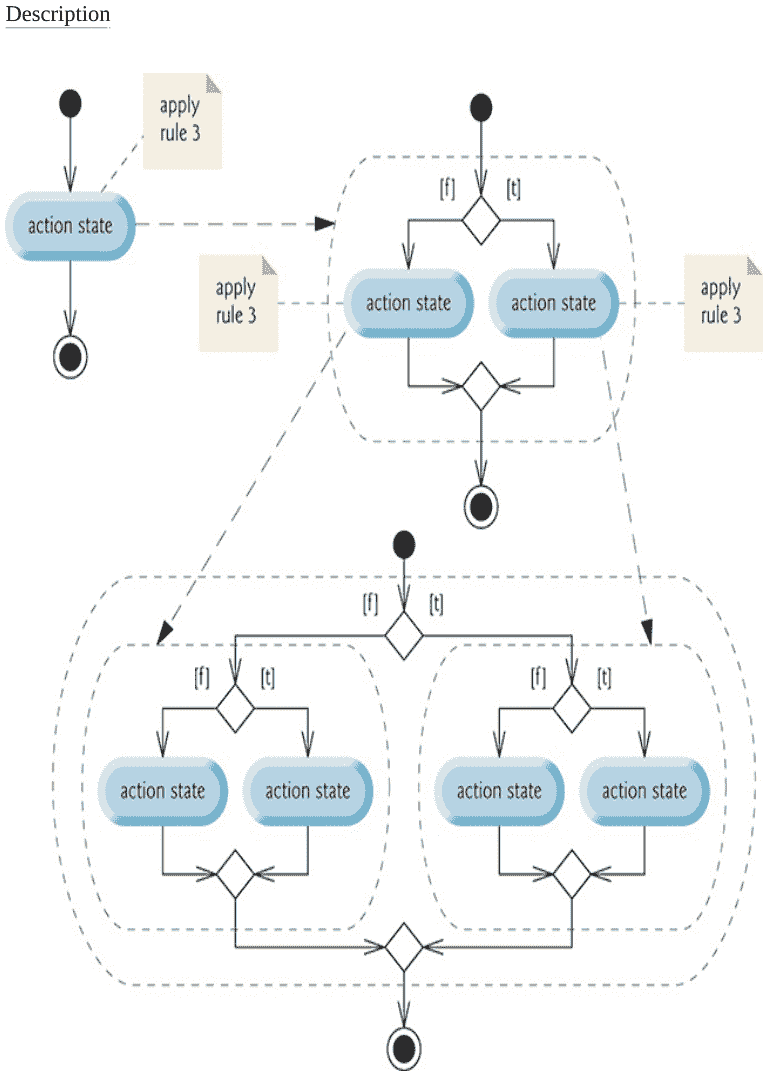 Description
apply
rule 3
action state
[f] [t]
apply
rule 3
action state
action state
apply
rule 3
[f] [t]
[f] [t]
[f] [t]
action state
action state
action state
action state